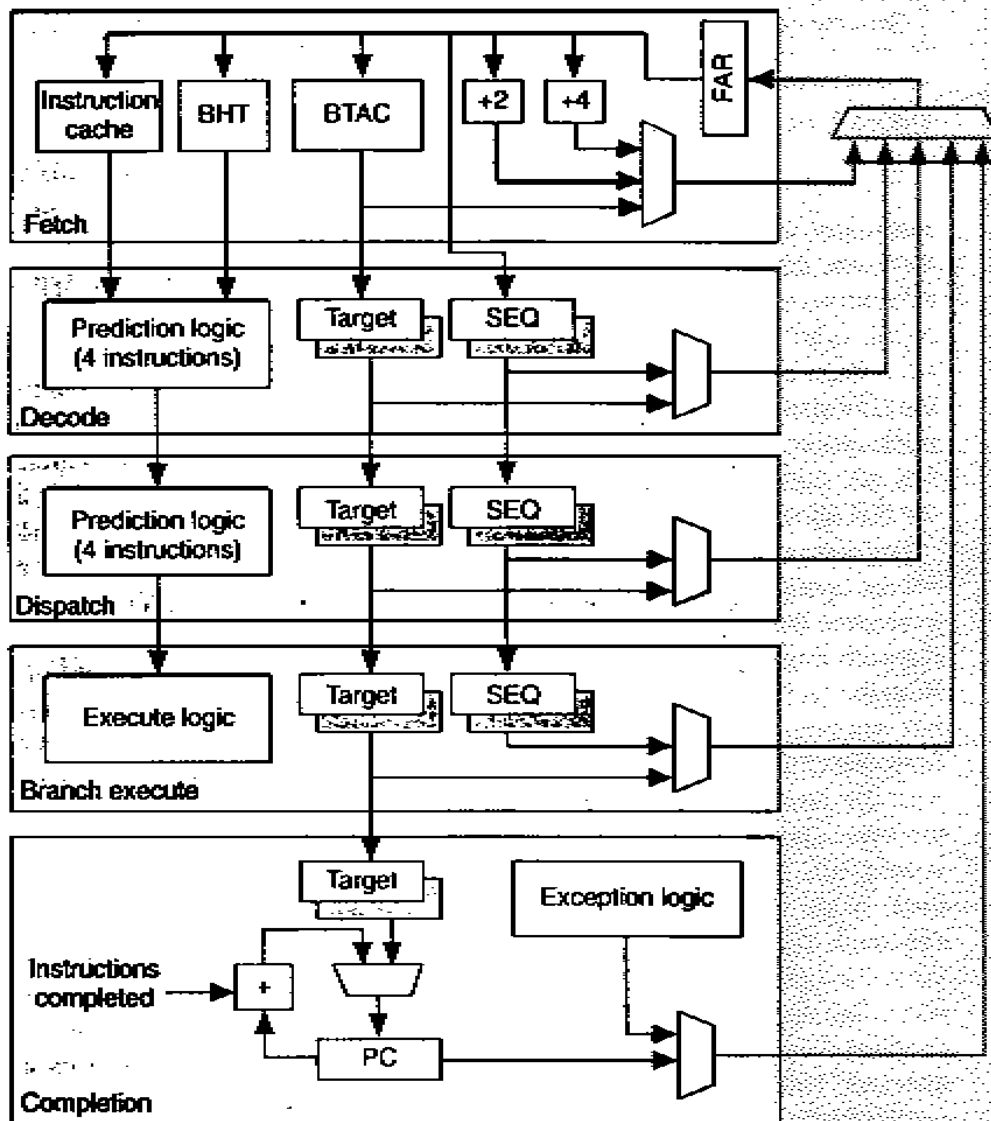 FAR
Instruction
cache
BHT
BTAC
+2
+4
Fetch
Prediction logic
(4 instructions)
Target
SEQ
Decode
Prediction logic
(4 instructions)
Target
SEQ
Dispatch
Execute logic
Target
SEQ
Branch execute
Target
Exception logic
Instructions
completed
+
PC
Completion